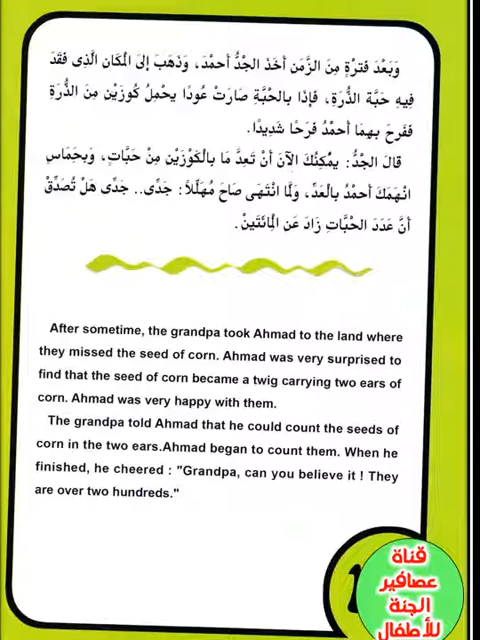 وَبَعْدَ فَتْرَةٍ مِنَ الزَّمَنِ أَخَذَ الْجَدُّ أَحْمَدَ، وَذَهَبَ إِلَى الْمَكَانِ الَّذِى فَقَدَ
فِيهِ حَبَّةَ الذُّرَةِ، فَإِذَا بِالْحَبَّةِ صَارَتْ عُودًا يَحْمِلُ كُوزَيْنِ مِنَ الذُّرَةِ
فَفَرِحَ بِهِمَا أَحْمَدُ فَرَحًا شَدِيدًا.
قَالَ الْجَدُّ: يُمْكِنُكَ الآنَ أَنْ تَعِدَّ مَا بِالْكُوزَيْنِ مِنْ حَبَّاتٍ، وَبِحَمَاسٍ
انْهَمَكَ أَحْمَدُ بِالْعَدِّ، وَلَمَّا انْتَهَى صَاحَ مُهَلِّلاً: جَدِّى.. جَدِّى هَلْ تُصَدِّقُ
أَنَّ عَدَدَ الْحَبَّاتِ زَادَ عَنِ الْمِائَتَيْنِ.
After sometime, the grandpa took Ahmad to the land where
they missed the seed of corn. Ahmad was very surprised to
find that the seed of corn became a twig carrying two ears of
corn. Ahmad was very happy with them.
The grandpa told Ahmad that he could count the seeds of
corn in the two ears.Ahmad began to count them. When he
finished, he cheered : "Grandpa, can you believe it ! They
are over two hundreds."
قناة
عصافير
الجنة
للأطفال